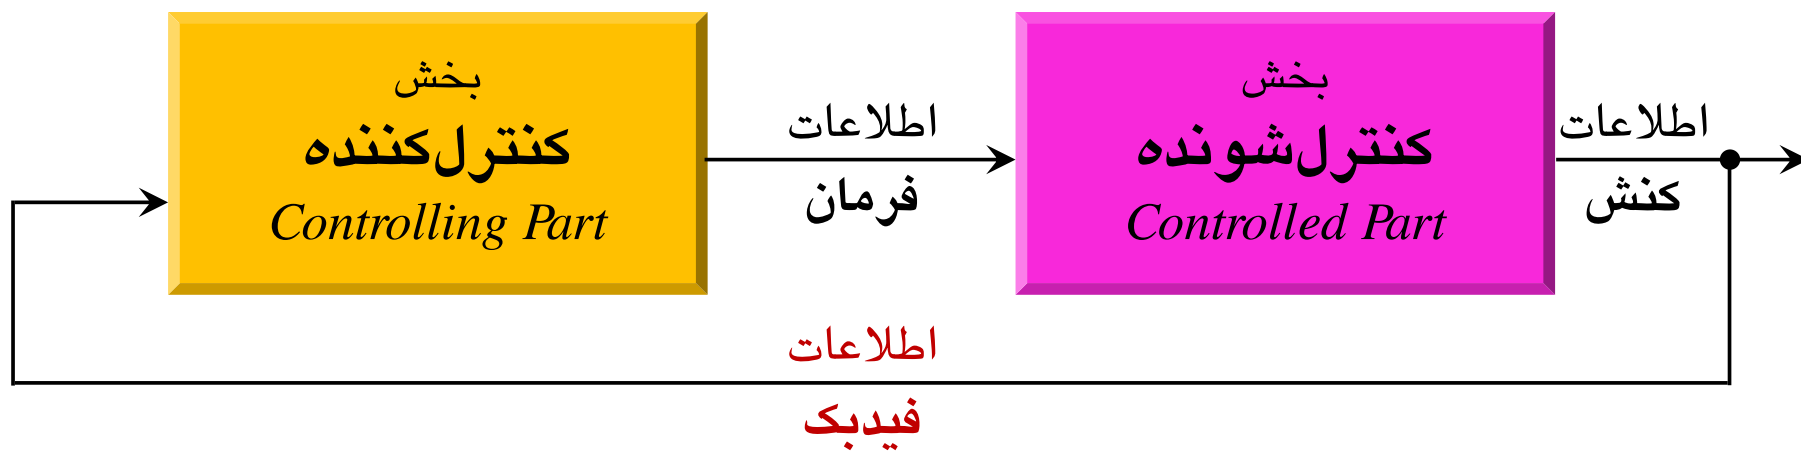 بخش
کنترل‌کننده
Controlling Part
اطلاعات
فرمان
بخش
کنترل‌شونده
Controlled Part
اطلاعات
کنش
اطلاعات
فیدبک